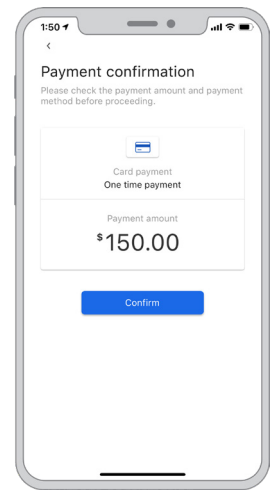 1:50
Payment confirmation
Please check the payment amount and payment
method before proceeding.
Card payment
One time payment
Payment amount
$150.00
Confirm